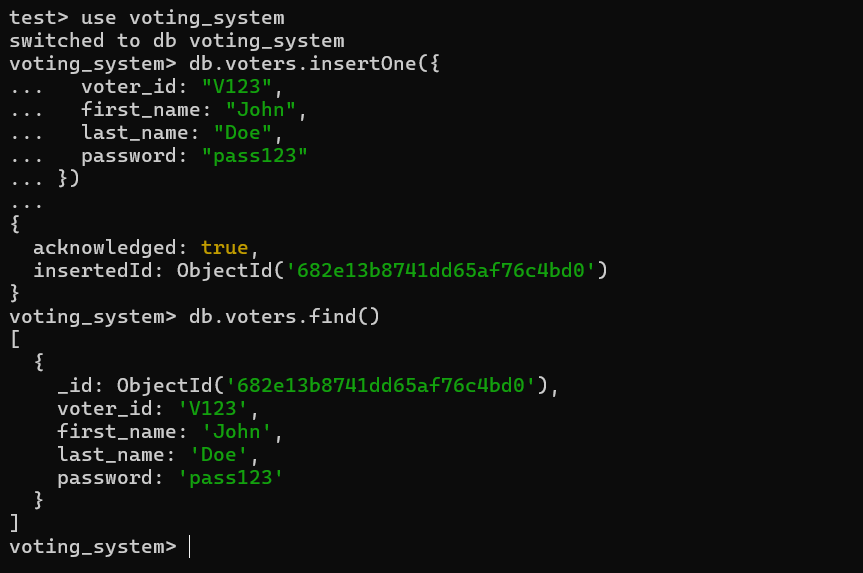 test> use voting_system
switched to db voting_system
voting_system> db.voters.insertOne({
...   voter_id: "V123",
...   first_name: "John",
...   last_name: "Doe",
...   password: "pass123"
... })
...
{
  acknowledged: true,
  insertedId: ObjectId('682e13b8741dd65af76c4bd0')
}
voting_system> db.voters.find()
[
  {
    _id: ObjectId('682e13b8741dd65af76c4bd0'),
    voter_id: 'V123',
    first_name: 'John',
    last_name: 'Doe',
    password: 'pass123'
  }
]
voting_system>